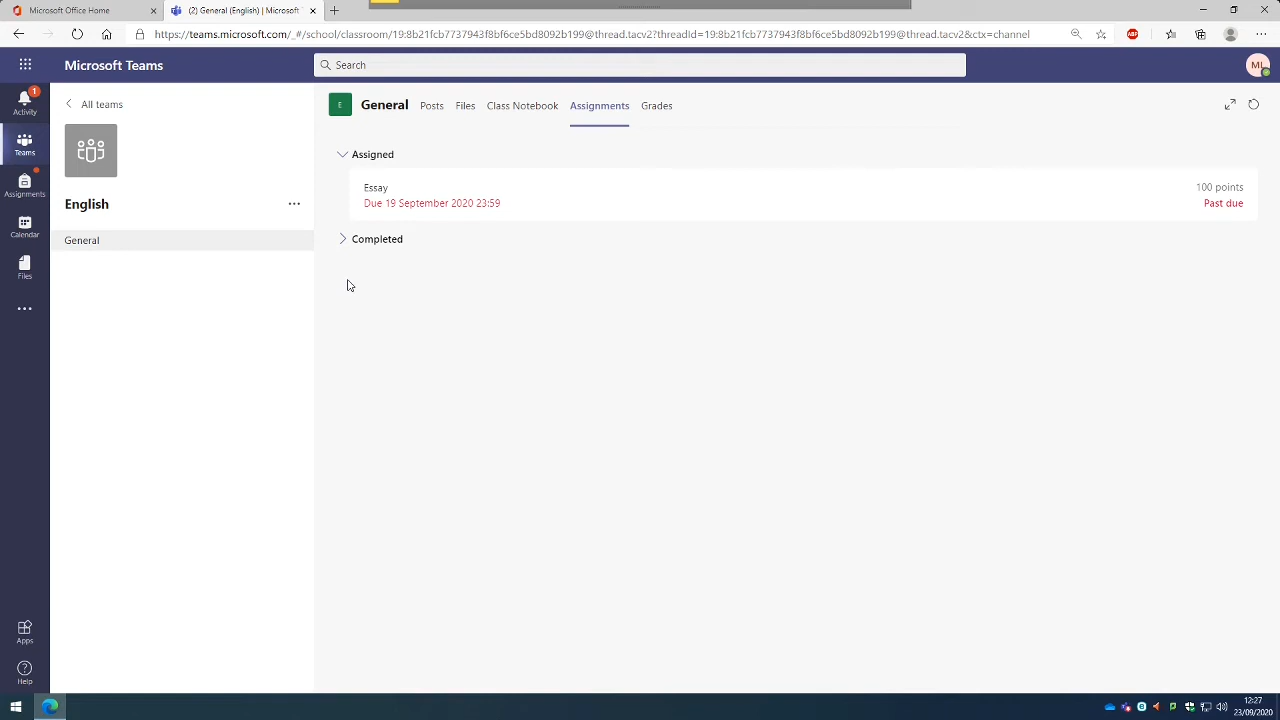 Microsoft Office Home
(2) General (English) | Microsoft
https://teams.microsoft.com/_#/school/classroom/19:8b21fcb7737943f8bf6ce5bd8092b199@thread.tacv2?threadId=19:8b21fcb7737943f8bf6ce5bd8092b199@thread.tacv2&ctx=channel
ABP
Microsoft Teams
Search
ML
1
Activity
Teams
Assignments
Calendar
Files
Apps
Help
All teams
English
General
E
General
Posts
Files
Class Notebook
Assignments
Grades
Assigned
Essay
100 points
Due 19 September 2020 23:59
Past due
Completed
12:27
23/09/2020